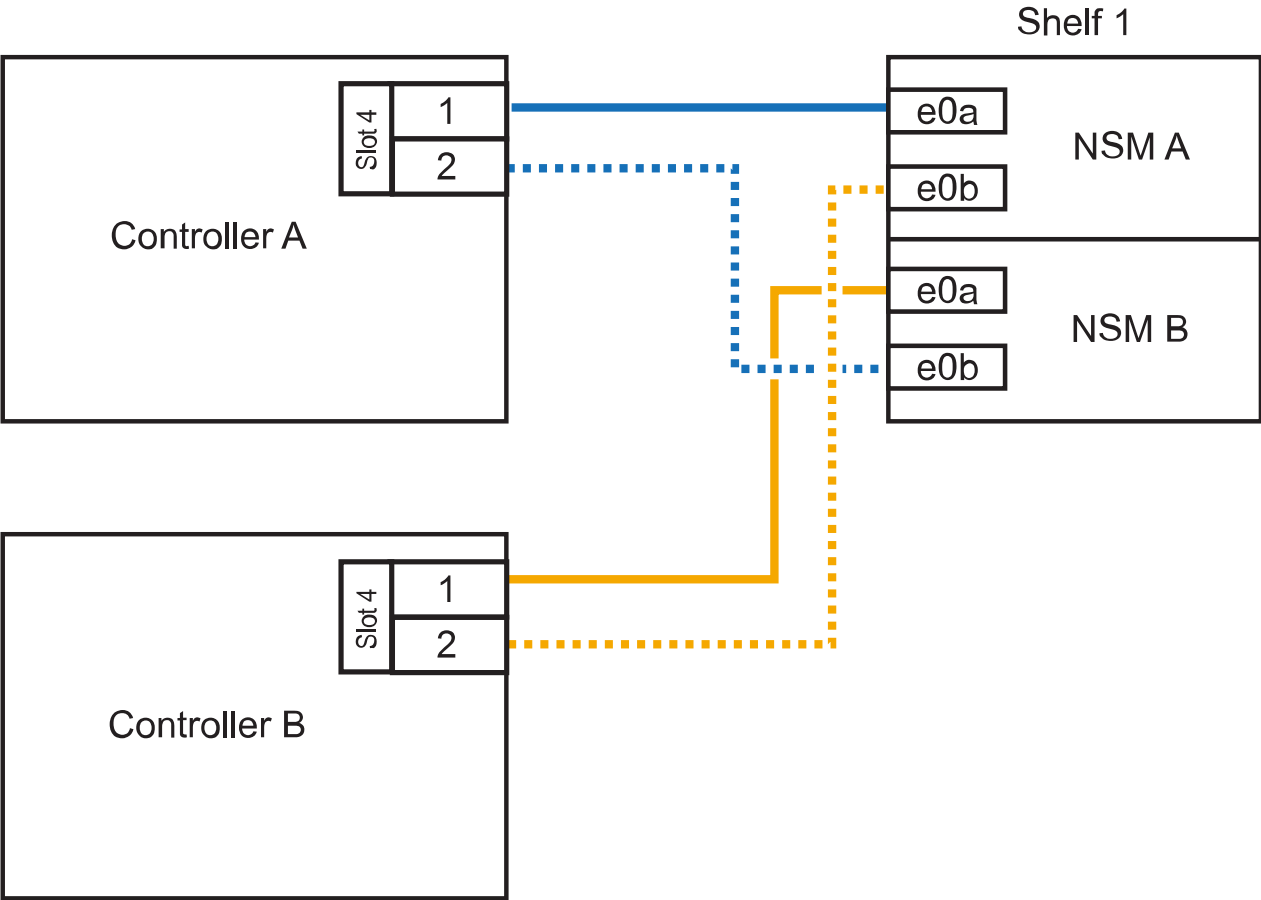 Shelf 1
Slot 4
1
2
Controller A
e0a
e0b
NSM A
e0a
e0b
NSM B
Slot 4
1
2
Controller B